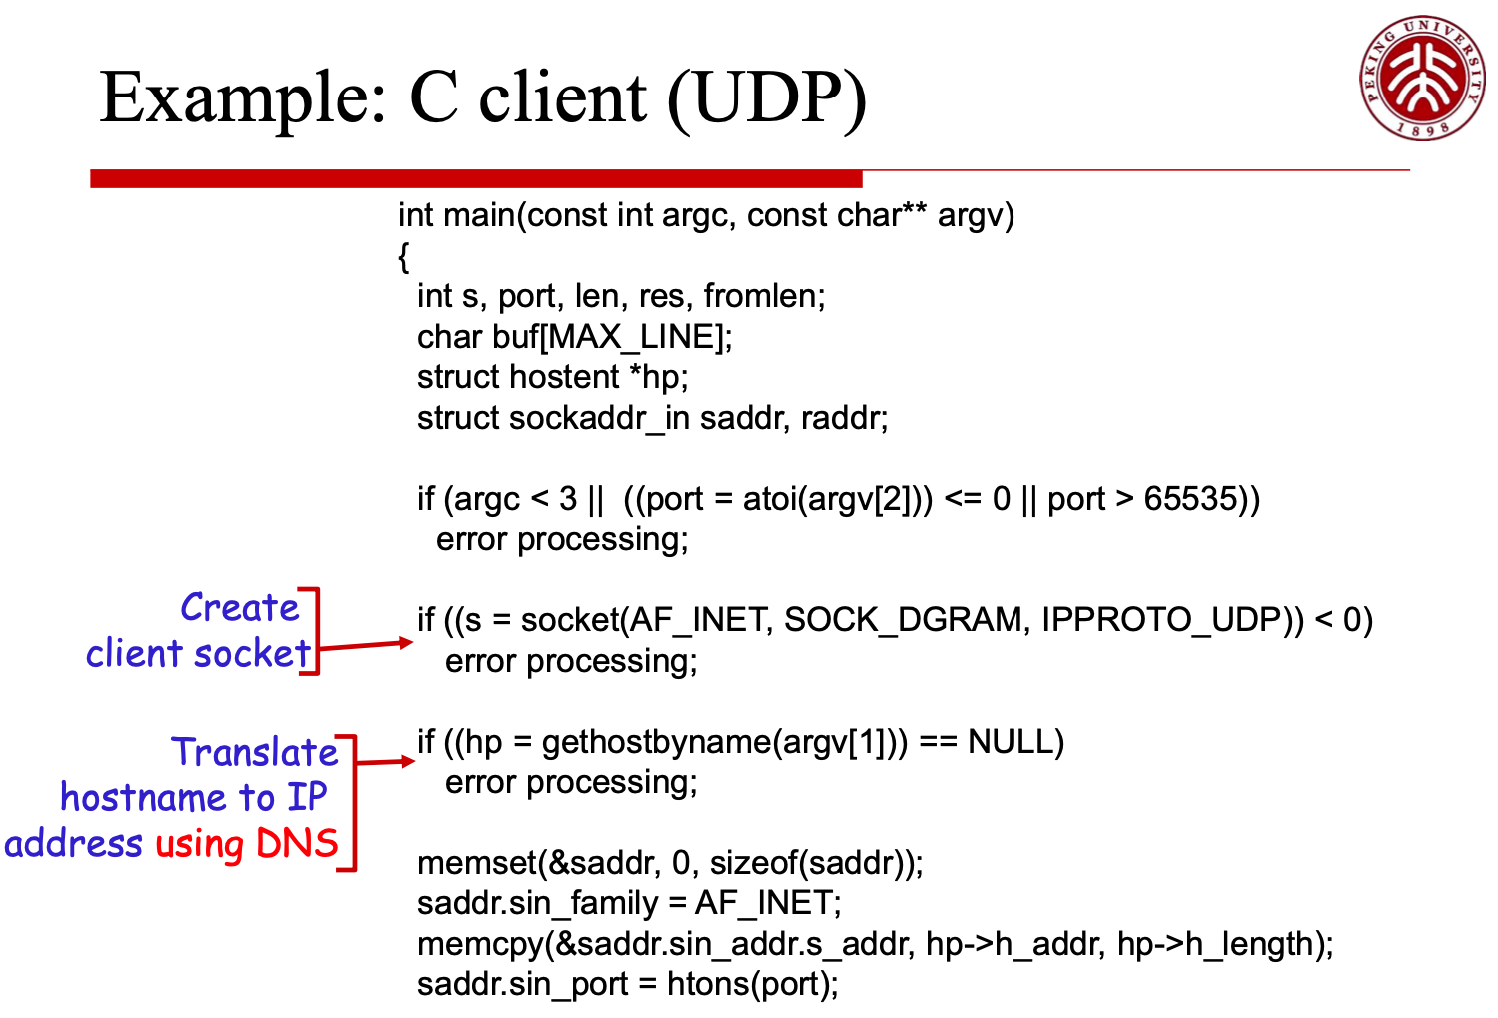 Example: C client (UDP)
PEKING UNIVERSITY
1898
int main(const int argc, const char** argv)
{
int s, port, len, res, fromlen;
char buf[MAX_LINE];
struct hostent *hp;
struct sockaddr_in saddr, raddr;
if (argc < 3 || ((port = atoi(argv[2])) <= 0 || port > 65535))
error processing;
Create
client socket
if ((s = socket(AF_INET, SOCK_DGRAM, IPPROTO_UDP)) < 0)
error processing;
Translate
hostname to IP
address using DNS
if ((hp = gethostbyname(argv[1])) == NULL)
error processing;
memset(&saddr, 0, sizeof(saddr));
saddr.sin_family = AF_INET;
memcpy(&saddr.sin_addr.s_addr, hp->h_addr, hp->h_length);
saddr.sin_port = htons(port);